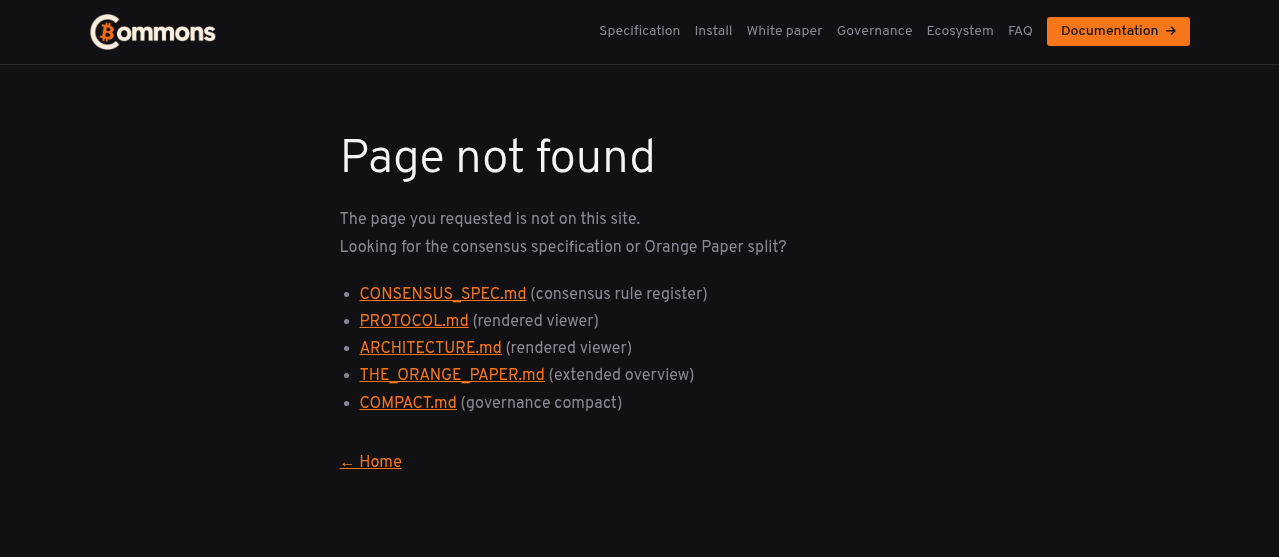 Commons
Specification Install White paper Governance Ecosystem FAQ Documentation →
Page not found
The page you requested is not on this site.
Looking for the consensus specification or Orange Paper split?
• CONSENSUS_SPEC.md (consensus rule register)
• PROTOCOL.md (rendered viewer)
• ARCHITECTURE.md (rendered viewer)
• THE_ORANGE_PAPER.md (extended overview)
• COMPACT.md (governance compact)
← Home